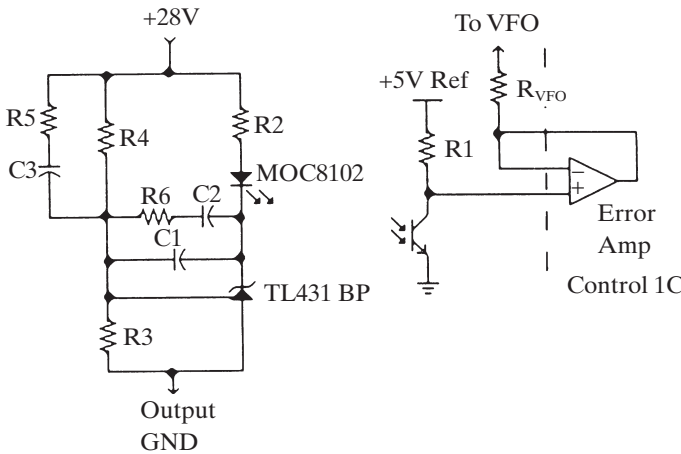 +28V
R5
R4
R2
C3
MOC8102
R6
C2
C1
TL431 BP
R3
Output
GND
To VFO
+5V Ref
RVFO
R1
−
+
Error
Amp
Control 1C